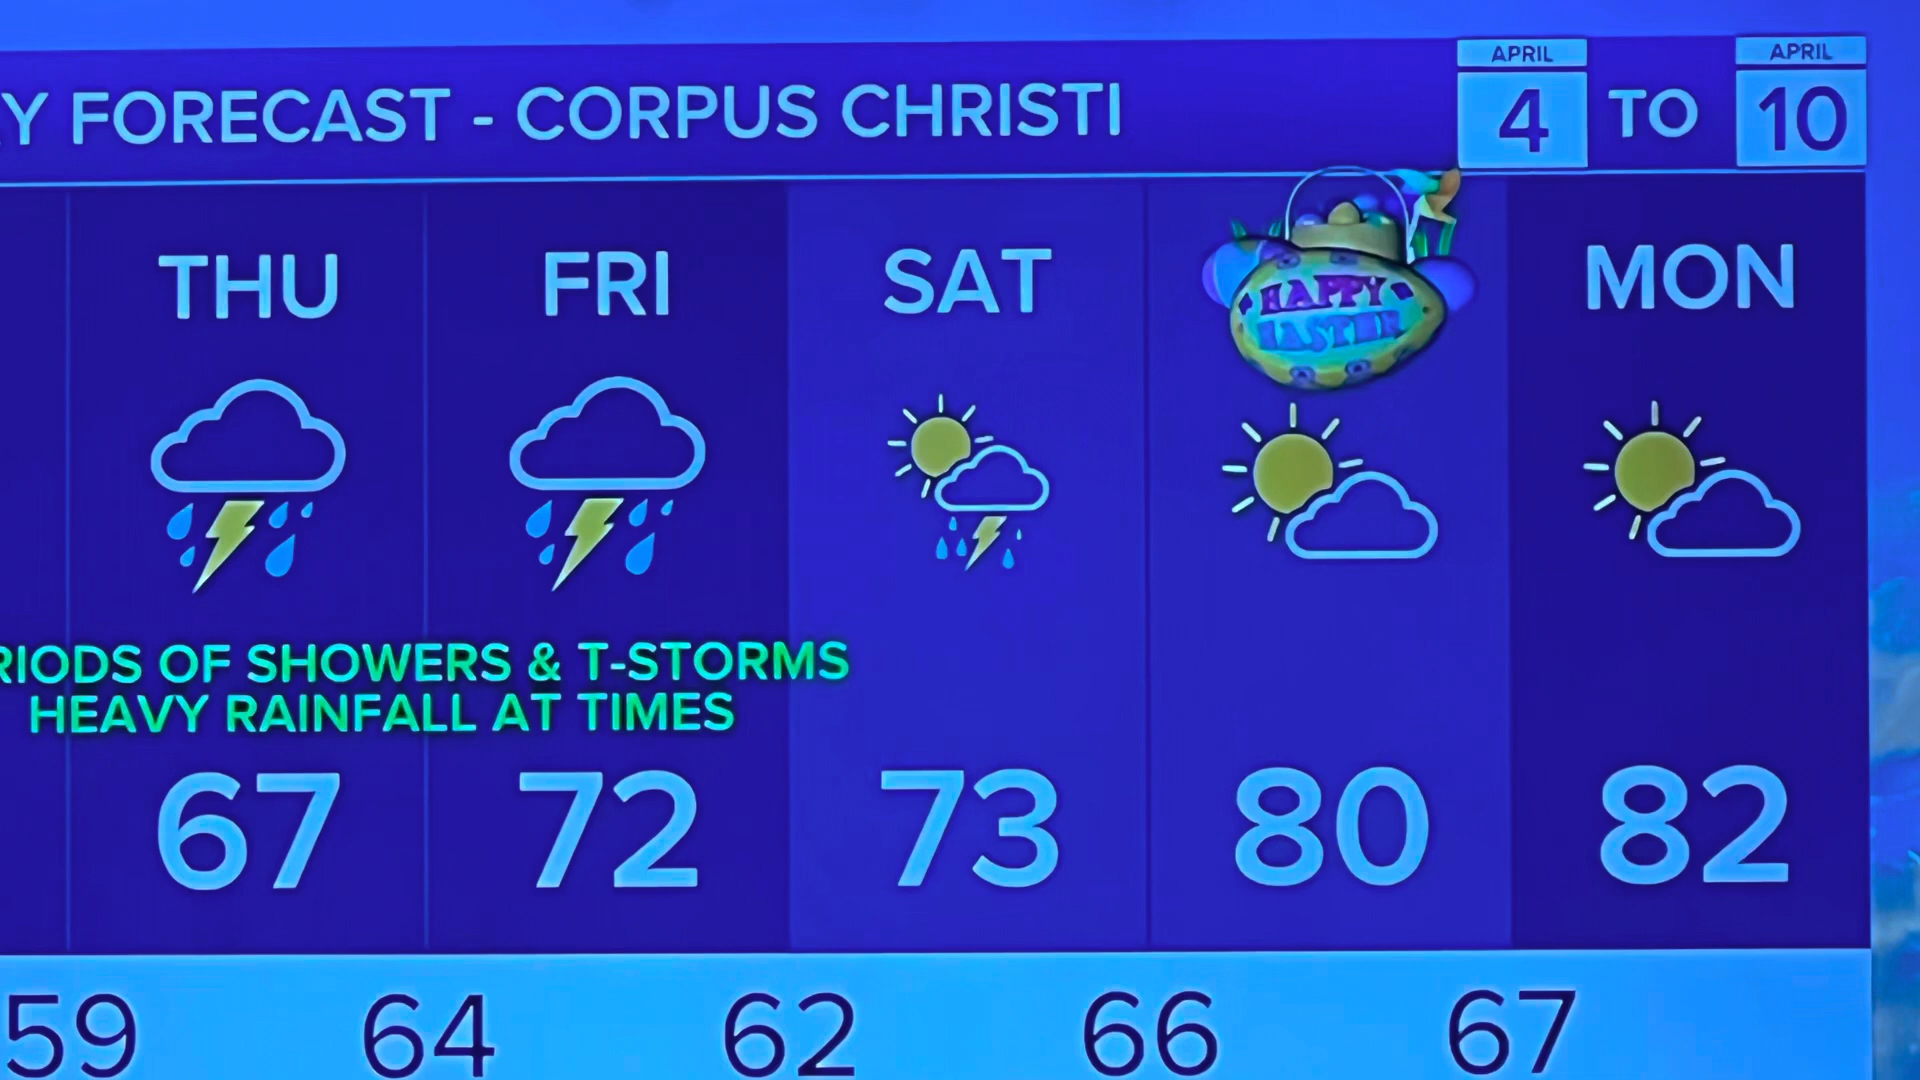 Y FORECAST - CORPUS CHRISTI
APRIL
4
TO
APRIL
10
THU
FRI
SAT
HAPPY
EASTER
MON
RIODS OF SHOWERS & T-STORMS
HEAVY RAINFALL AT TIMES
67
72
73
80
82
59
64
62
66
67